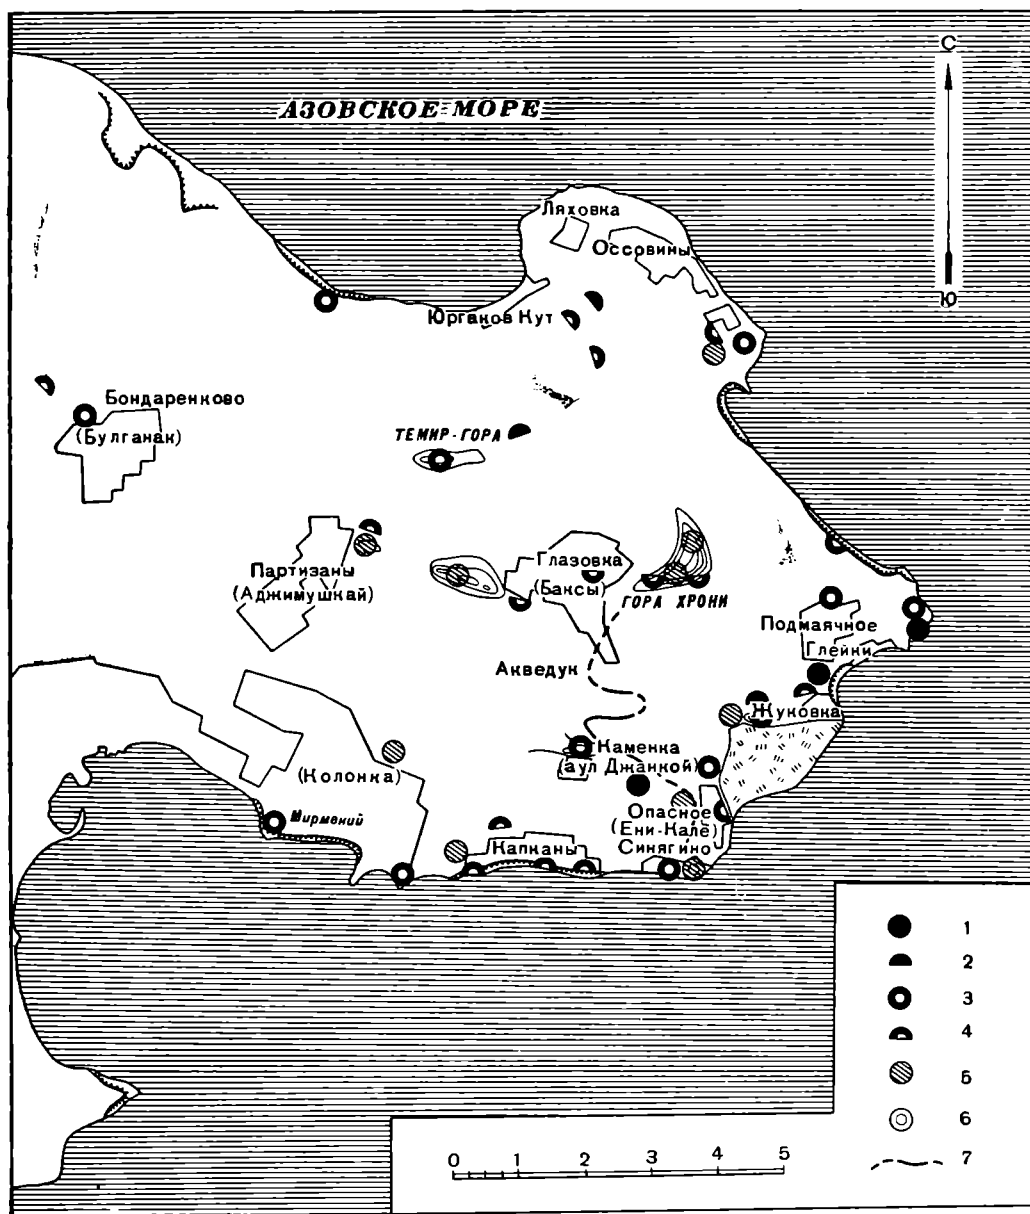 С
АЗОВСКОЕ МОРЕ
Ляховка
Оссовины
Ю
Юргаков Кут
Бондаренково
(Булганак)
ТЕМИР-ГОРА
Партизаны
(Аджимушкай)
Глазовка
(Баксы)
ГОРА ХРОНИ
Подмаячное
Глейки
Акведук
Жуковка
(Колонка)
Каменка
(аул Джанкой)
Мирмекий
Опасное
(Ени-Кале)
Синягино
Капканы
1
2
3
4
5
6
7
0 1 2 3 4 5